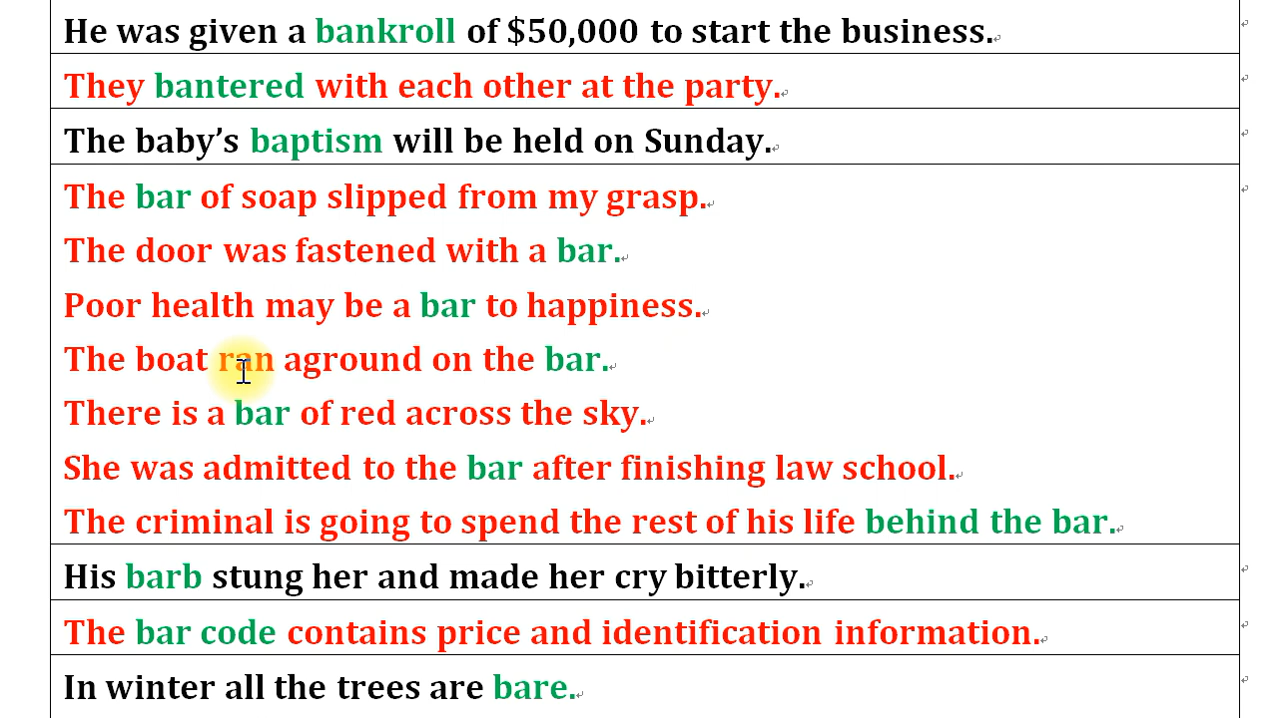 He was given a bankroll of $50,000 to start the business.
They bantered with each other at the party.
The baby’s baptism will be held on Sunday.
The bar of soap slipped from my grasp.
The door was fastened with a bar.
Poor health may be a bar to happiness.
The boat ran aground on the bar.
There is a bar of red across the sky.
She was admitted to the bar after finishing law school.
The criminal is going to spend the rest of his life behind the bar.
His barb stung her and made her cry bitterly.
The bar code contains price and identification information.
In winter all the trees are bare.